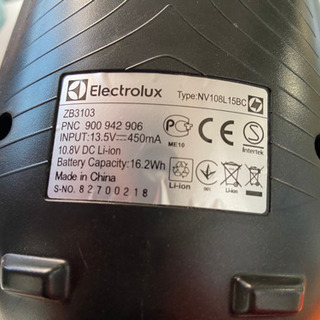 Electrolux
Type:NV108L15BC
ZB3103
PNC 900 942 906
INPUT:13.5V⎓450mA
10.8V DC Li-ion
Battery Capacity:16.2Wh
Made in China
S-NO. 82700218
ME10
Intertek
Li-ion
Li-ion